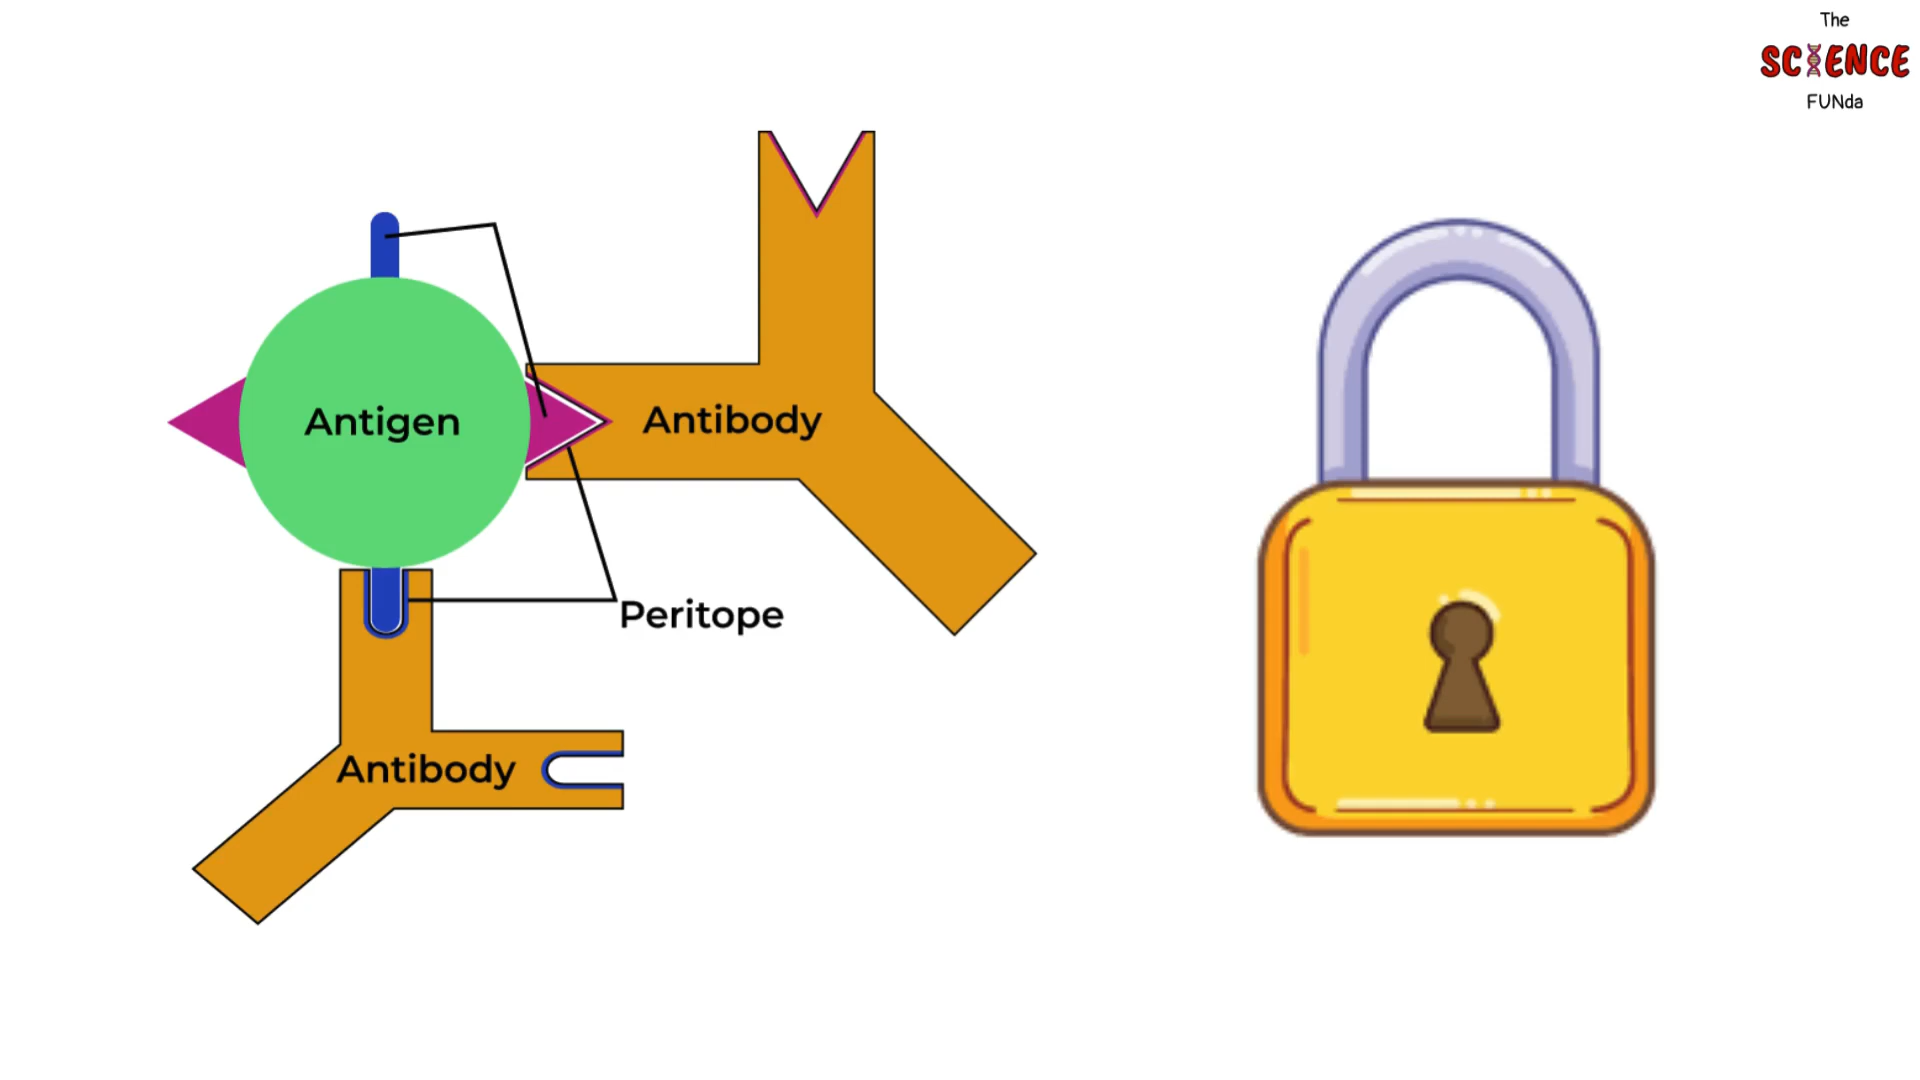 The
SCIENCE
FUNda
Antigen
Antibody
Peritope
Antibody